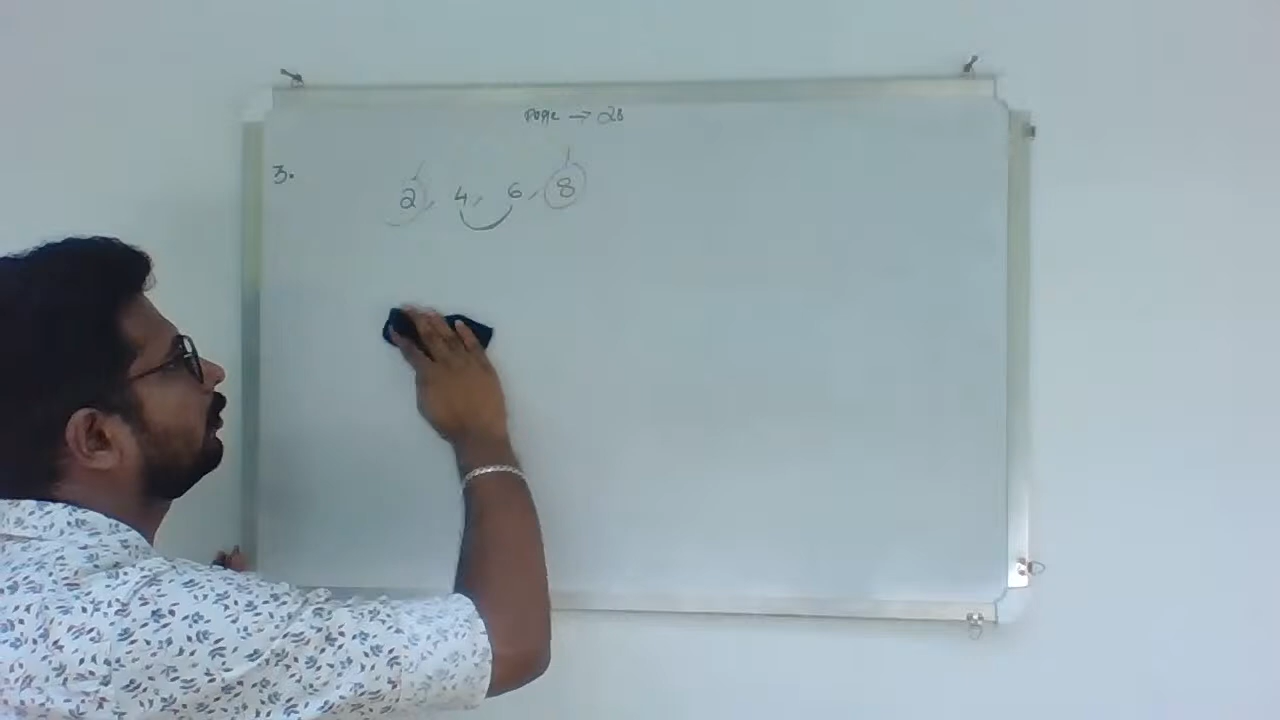 Page → 28
3.
2, 4, 6, 8